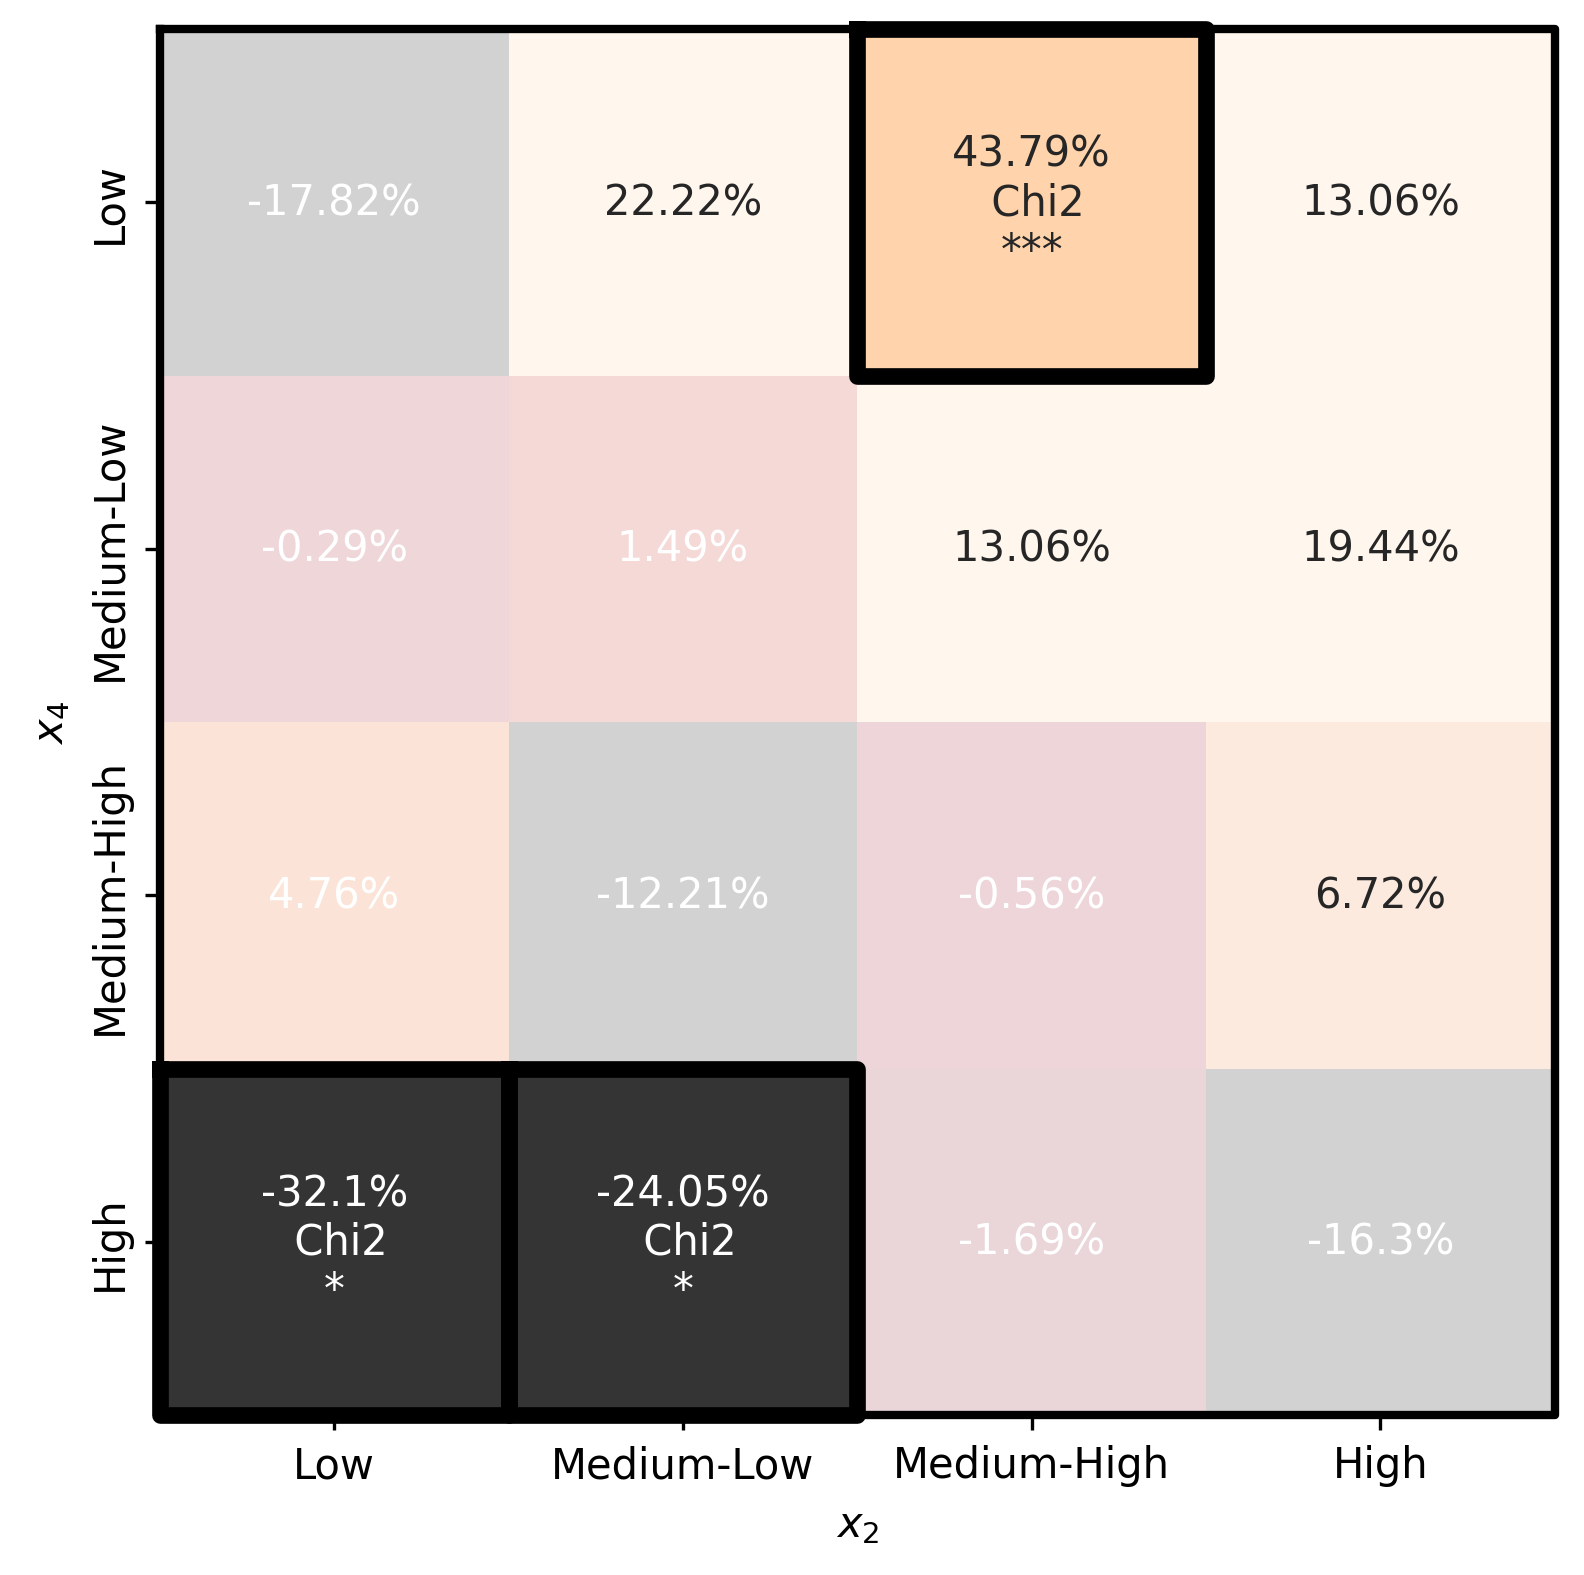 -17.82%
22.22%
43.79%
Chi2
***
13.06%
Low
-0.29%
1.49%
13.06%
19.44%
Medium-Low
x4
4.76%
-12.21%
-0.56%
6.72%
Medium-High
-32.1%
Chi2
*
-24.05%
Chi2
*
-1.69%
-16.3%
High
Low
Medium-Low
Medium-High
High
x2